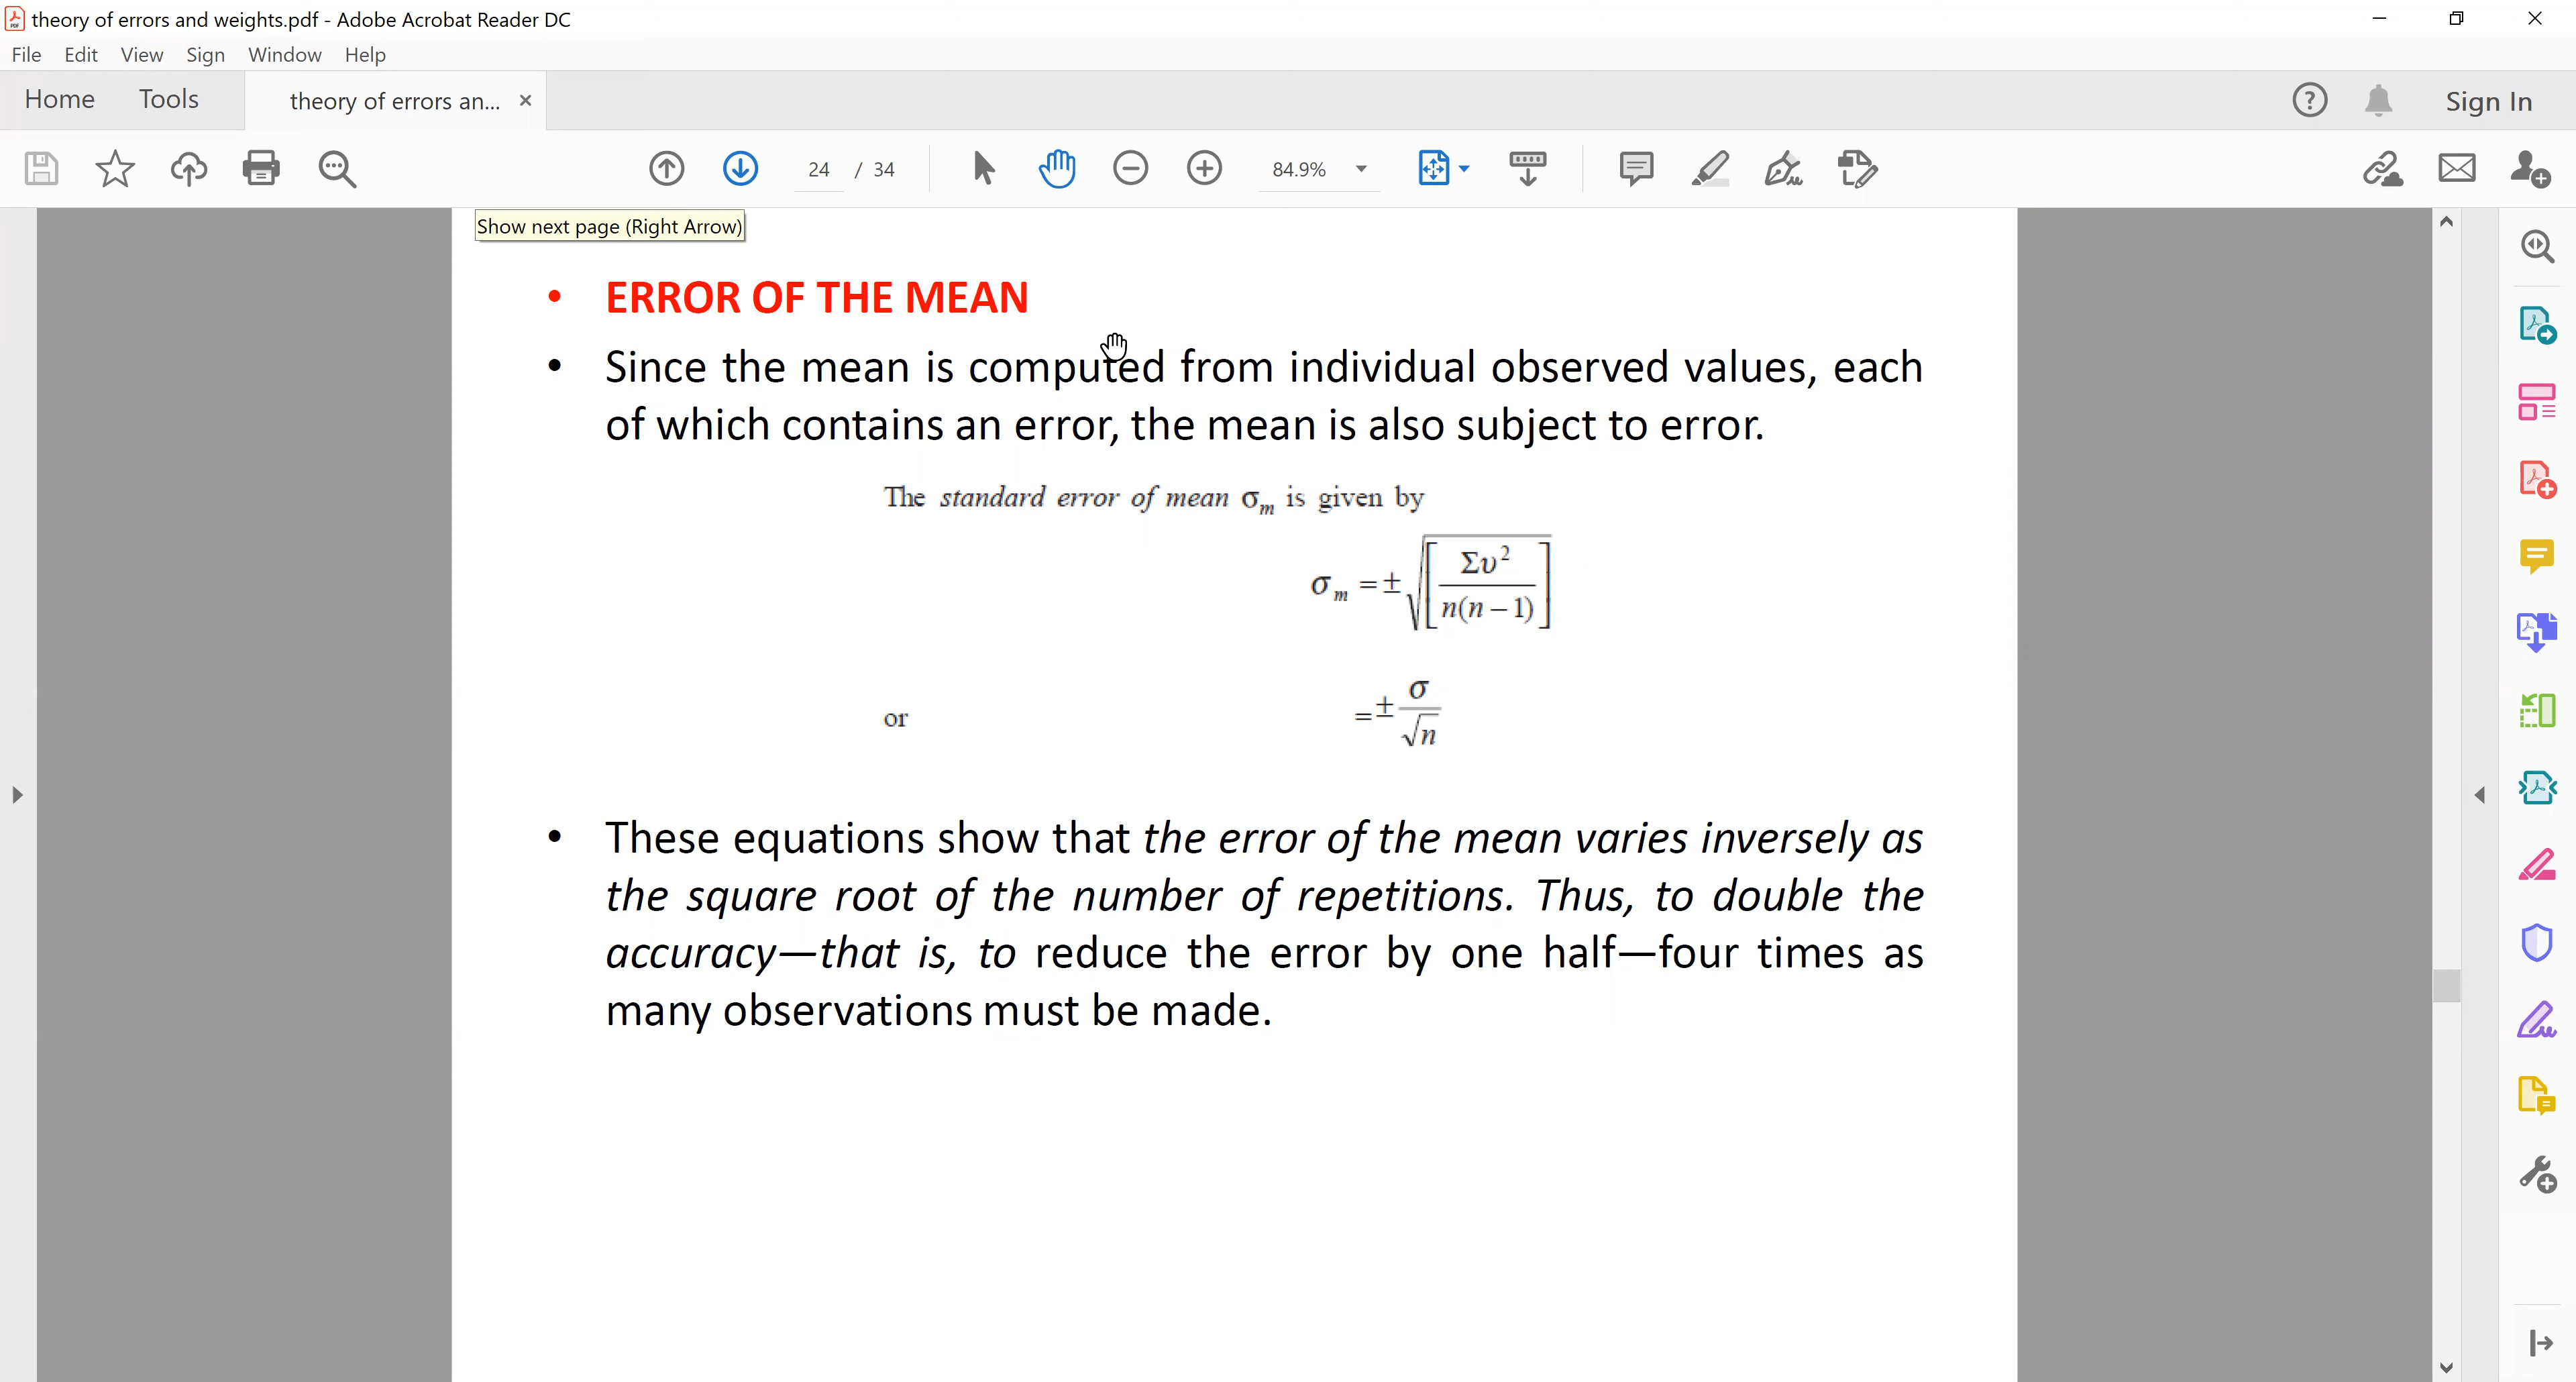 theory of errors and weights.pdf - Adobe Acrobat Reader DC
File Edit View Sign Window Help
Home Tools theory of errors an... × Sign In
24 / 34 84.9%
Show next page (Right Arrow)
• ERROR OF THE MEAN
• Since the mean is computed from individual observed values, each
of which contains an error, the mean is also subject to error.
The standard error of mean σₘ is given by
σₘ = ± √[Συ² / n(n − 1)]
or = ± σ / √n
• These equations show that the error of the mean varies inversely as
the square root of the number of repetitions. Thus, to double the
accuracy—that is, to reduce the error by one half—four times as
many observations must be made.